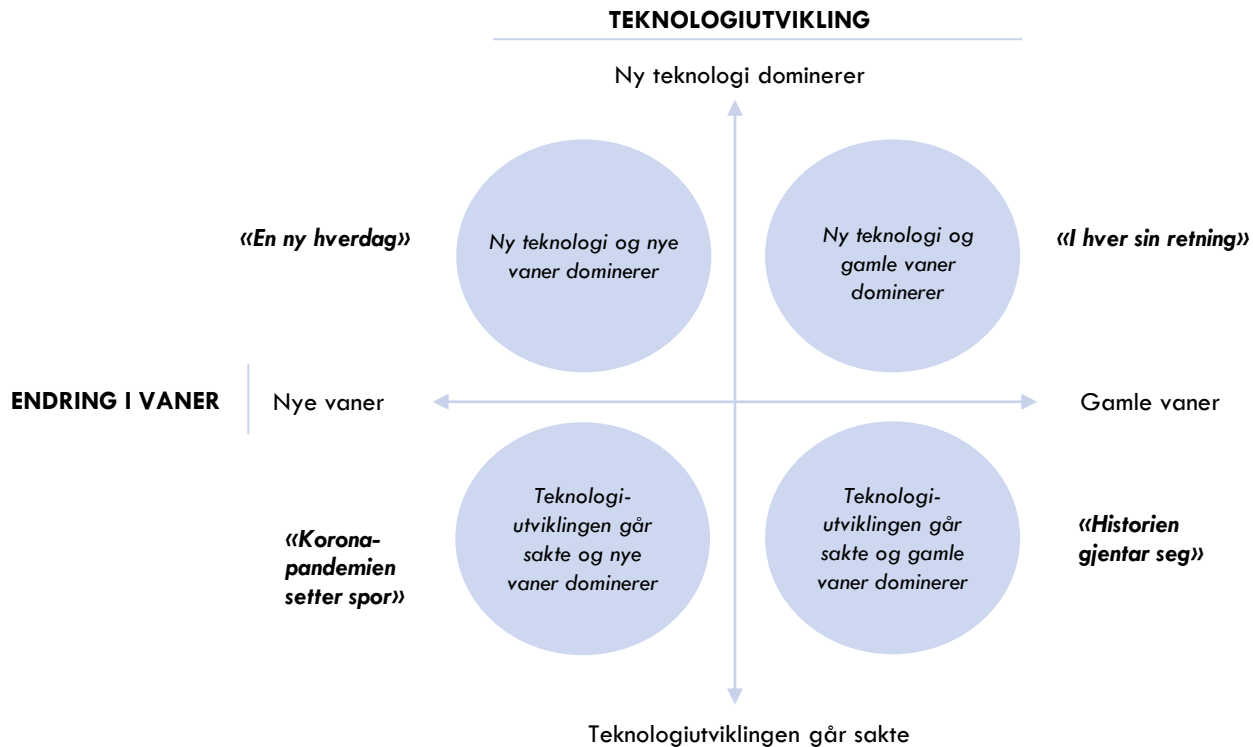 TEKNOLOGIUTVIKLING
Ny teknologi dominerer
«En ny hverdag»
Ny teknologi og nye
vaner dominerer
Ny teknologi og
gamle vaner
dominerer
«I hver sin retning»
ENDRING I VANER
Nye vaner
Gamle vaner
«Korona-
pandemien
setter spor»
Teknologi-
utviklingen går
sakte og nye
vaner dominerer
Teknologi-
utviklingen går
sakte og gamle
vaner dominerer
«Historien
gjentar seg»
Teknologiutviklingen går sakte